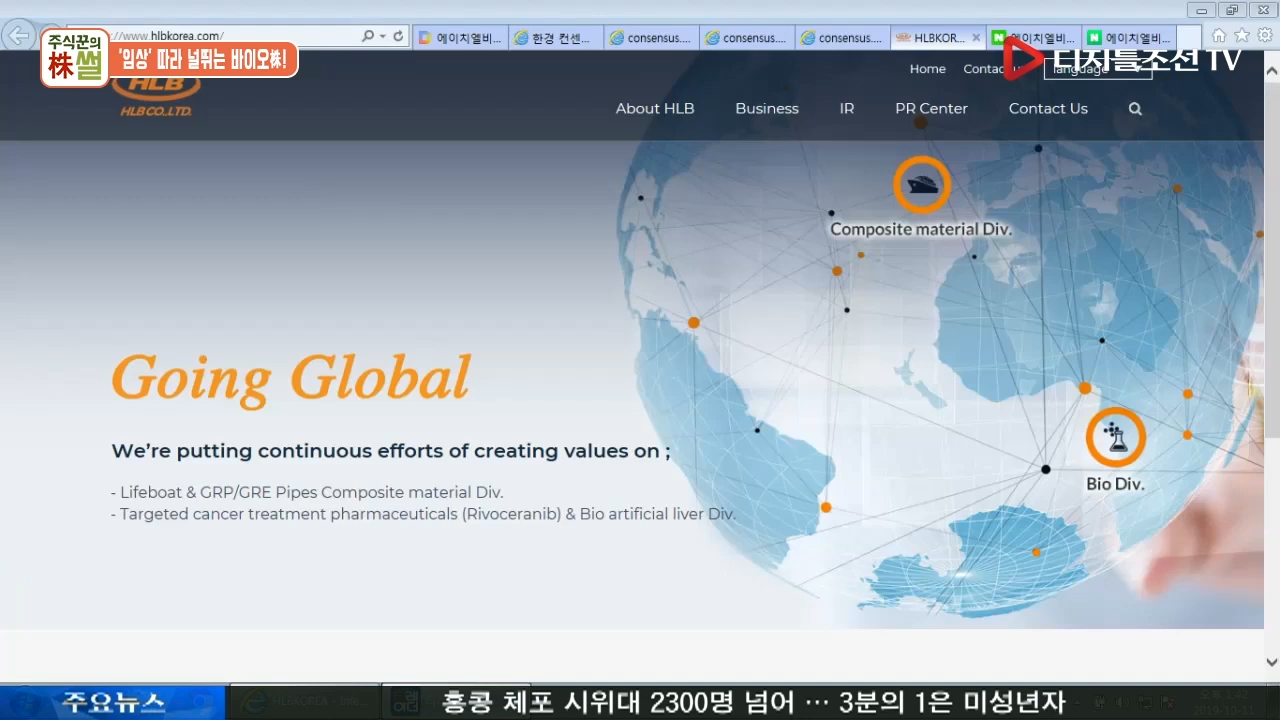 www.hlbkorea.com/
에이치엘비...
한경 컨센...
consensus....
consensus....
consensus....
HLBKOR...
에이치엘비...
에이치엘비...
주식꾼의
株썰
'임상' 따라 널뛰는 바이오株!
디지틀조선TV
Home
language
HLB
HLB CO.,LTD.
About HLB
Business
IR
PR Center
Contact Us
Composite material Div.
Going Global
We're putting continuous efforts of creating values on ;
- Lifeboat & GRP/GRE Pipes Composite material Div.
- Targeted cancer treatment pharmaceuticals (Rivoceranib) & Bio artificial liver Div.
Bio Div.
주요뉴스
홍콩 체포 시위대 2300명 넘어 … 3분의 1은 미성년자